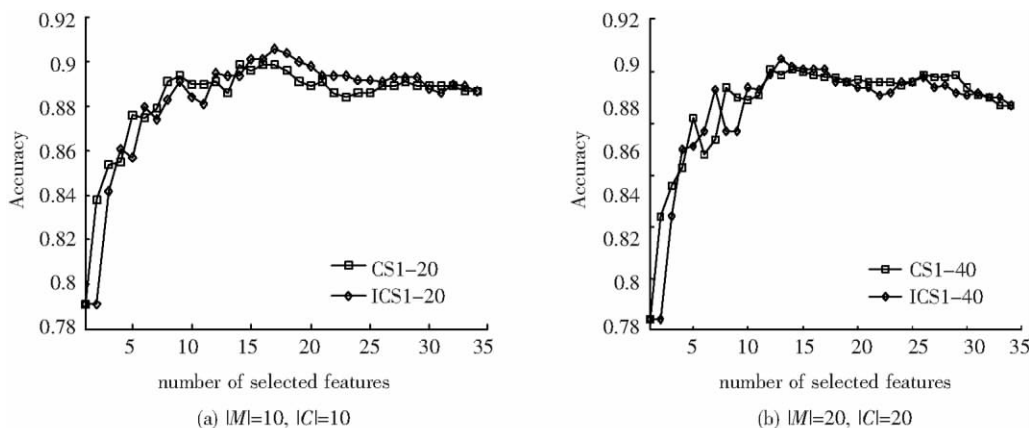 0.92
0.9
0.88
0.86
0.84
0.82
0.8
0.78
Accuracy
CS1-20
ICS1-20
5 10 15 20 25 30 35
number of selected features
(a) |M|=10, |C|=10
0.92
0.9
0.88
0.86
0.84
0.82
0.8
0.78
Accuracy
CS1-40
ICS1-40
5 10 15 20 25 30 35
number of selected features
(b) |M|=20, |C|=20